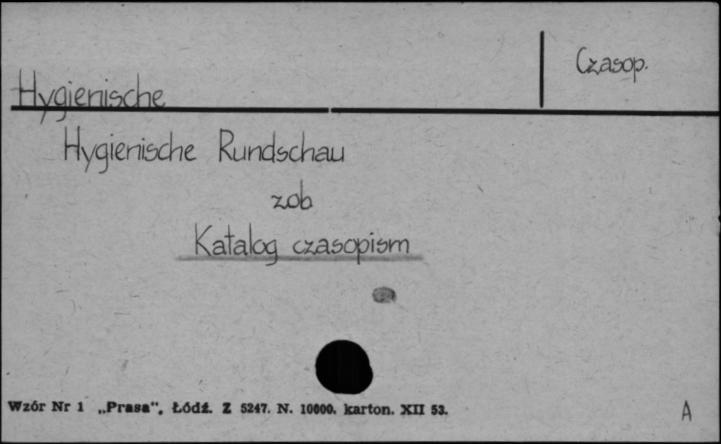 Czasop.
Hygienische
Hygienische Rundschau
zob
Katalog czasopism
Wzór Nr 1 „Prasa“, Łódź. Z 5247. N. 10000. karton. XII 53.
A